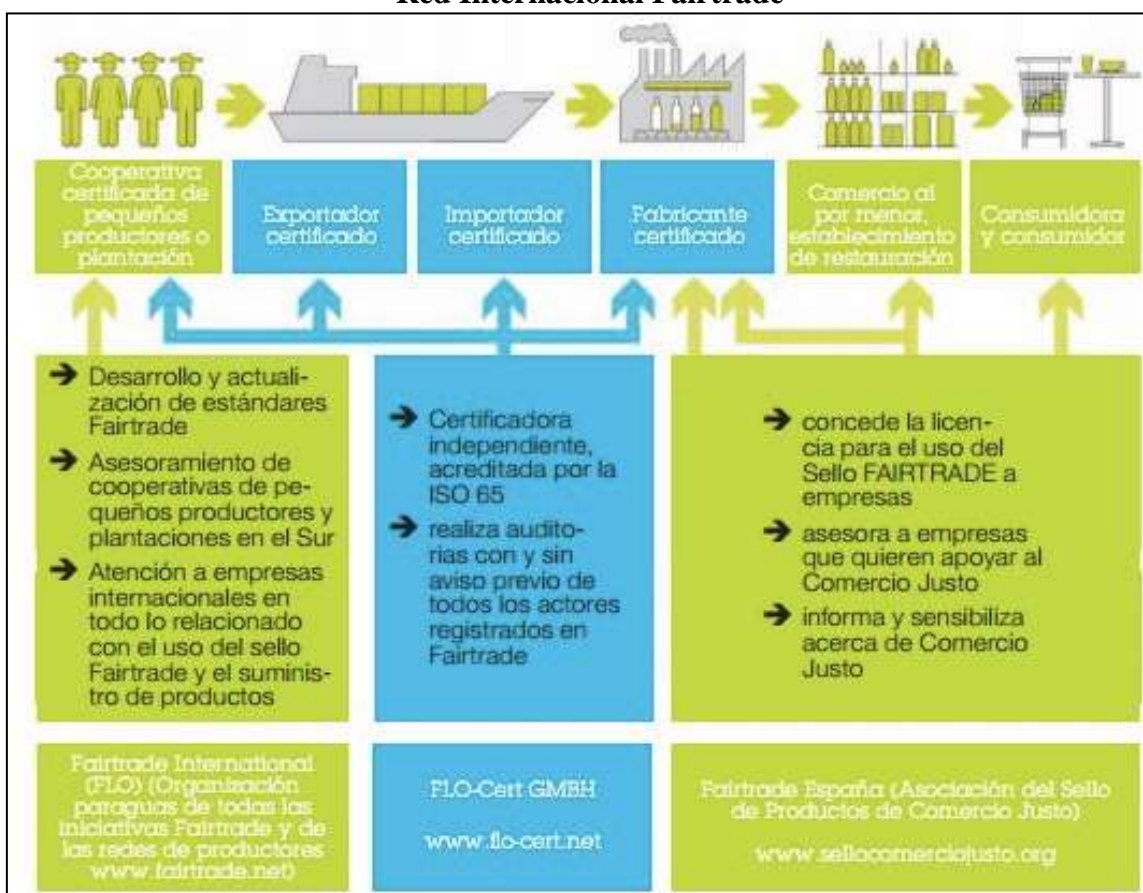 Red Internacional Fairtrade
Cooperativa
certificada de
pequeños
productores o
plantación
Exportador
certificado
Importador
certificado
Fabricante
certificado
Comercio al
por menor,
establecimiento
de restauración
Consumidora
y consumidor
Desarrollo y actuali-
zación de estándares
Fairtrade
Asesoramiento de
cooperativas de pe-
queños productores y
plantaciones en el Sur
Atención a empresas
internacionales en
todo lo relacionado
con el uso del sello
Fairtrade y el suminis-
tro de productos
Certificadora
independiente,
acreditada por la
ISO 65
realiza audito-
rias con y sin
aviso previo de
todos los actores
registrados en
Fairtrade
concede la licen-
cia para el uso del
Sello FAIRTRADE a
empresas
asesora a empresas
que quieren apoyar al
Comercio Justo
informa y sensibiliza
acerca de Comercio
Justo
Fairtrade International
(FLO) (Organización
paraguas de todas las
iniciativas Fairtrade y de
las redes de productores
www.fairtrade.net)
FLO-Cert GMBH
www.flo-cert.net
Fairtrade España (Asociación del Sello
de Productos de Comercio Justo)
www.sellocomerciojusto.org